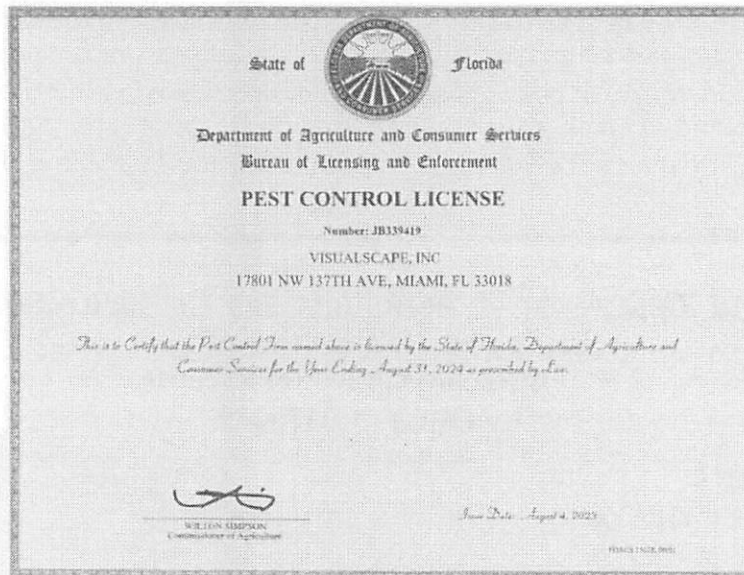 State of Florida
Department of Agriculture and Consumer Services
Bureau of Licensing and Enforcement
PEST CONTROL LICENSE
Number: JB339419
VISUALSCAPE, INC
17801 NW 137TH AVE, MIAMI, FL 33018
This is to Certify that the Pest Control Firm named above is licensed by the State of Florida, Department of Agriculture and
Consumer Services for the Year Ending August 31, 2024 as prescribed by Law.
Issue Date: August 4, 2023
WILTON SIMPSON
Commissioner of Agriculture